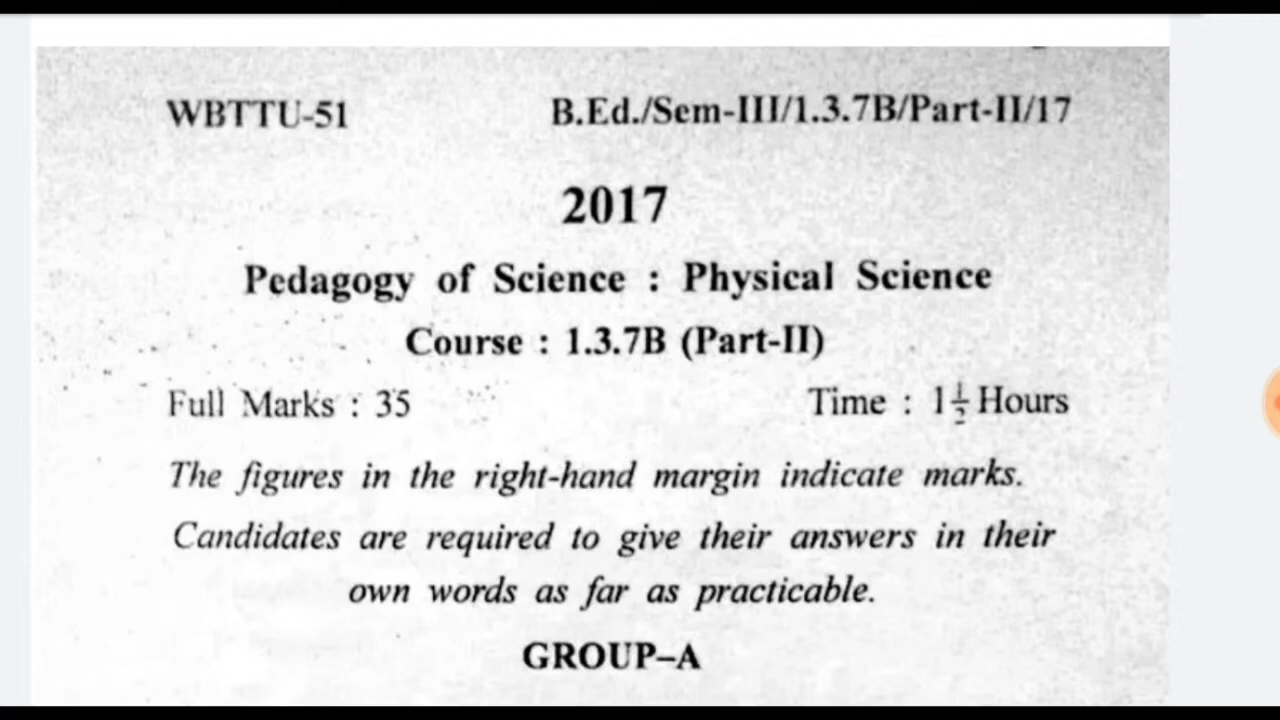 WBTTU-51 B.Ed./Sem-III/1.3.7B/Part-II/17
2017
Pedagogy of Science : Physical Science
Course : 1.3.7B (Part-II)
Full Marks : 35 Time : 1½ Hours
The figures in the right-hand margin indicate marks.
Candidates are required to give their answers in their
own words as far as practicable.
GROUP–A